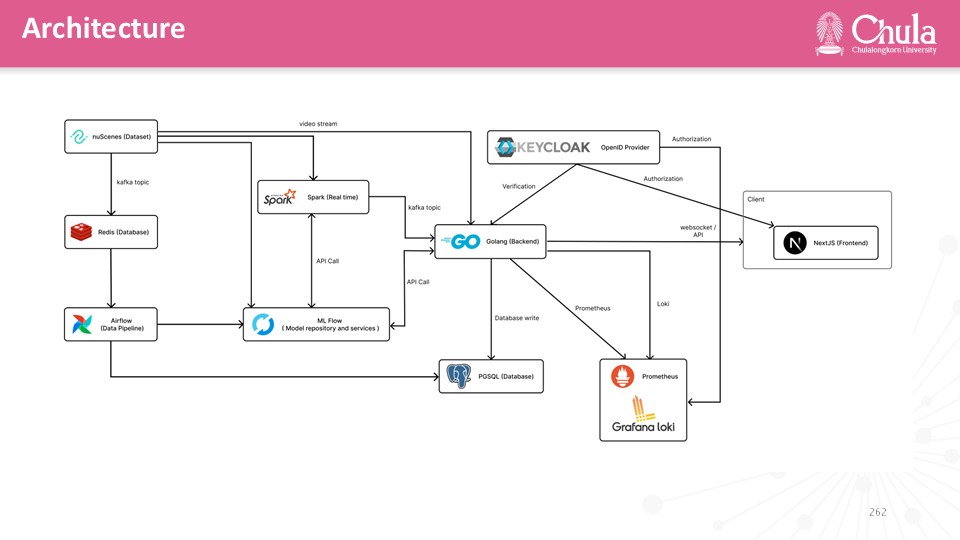 Architecture
Chula
Chulalongkorn University
nuScenes (Dataset)
video stream
KEYCLOAK
OpenID Provider
Authorization
kafka topic
Spark
Spark (Real time)
Verification
Authorization
kafka topic
Client
Redis (Database)
GO
Golang (Backend)
websocket /
API
N
NextJS (Frontend)
API Call
API Call
Loki
Airflow
(Data Pipeline)
ML Flow
( Model repository and services )
Database write
Prometheus
PGSQL (Database)
Prometheus
Grafana loki
262